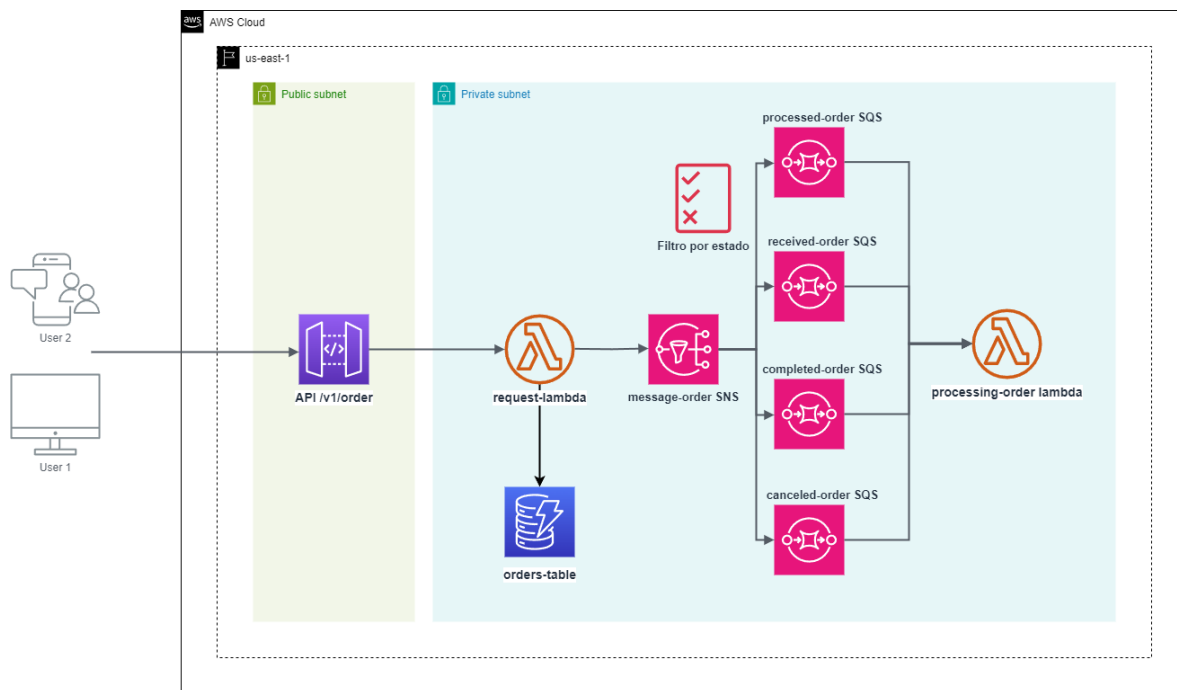 aws
AWS Cloud
us-east-1
Public subnet
Private subnet
processed-order SQS
Filtro por estado
received-order SQS
User 2
API /v1/order
request-lambda
message-order SNS
completed-order SQS
processing-order lambda
User 1
canceled-order SQS
orders-table